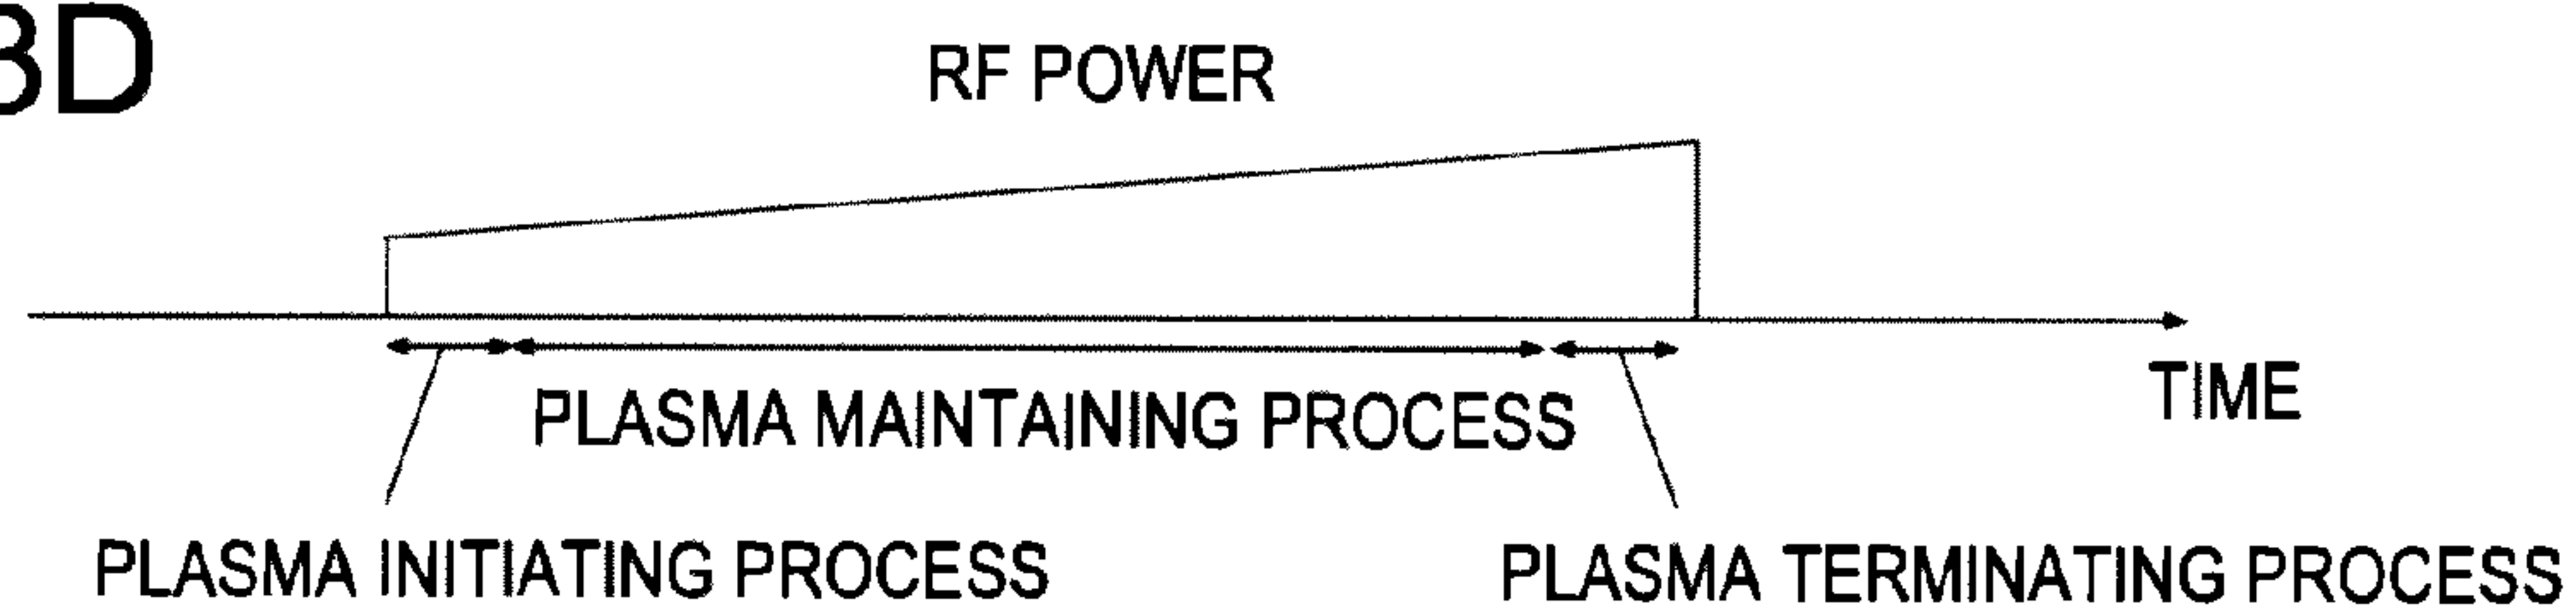 3D
RF POWER
TIME
PLASMA MAINTAINING PROCESS
PLASMA INITIATING PROCESS
PLASMA TERMINATING PROCESS